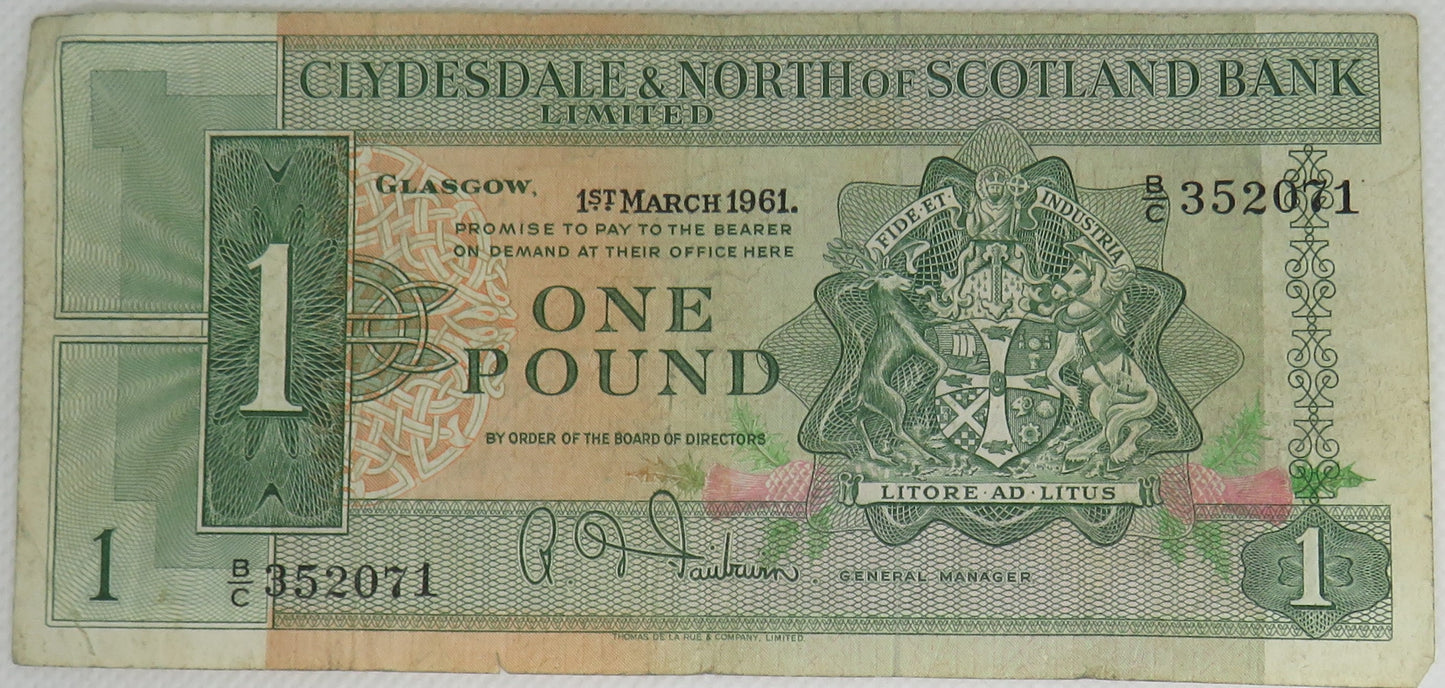 CLYDESDALE & NORTH OF SCOTLAND BANK
LIMITED
GLASGOW,
1ST MARCH 1961.
PROMISE TO PAY TO THE BEARER
ON DEMAND AT THEIR OFFICE HERE
ONE
POUND
BY ORDER OF THE BOARD OF DIRECTORS
B/C 352071
FIDE·ET·INDUSTRIA
LITORE·AD·LITUS
1
1
B/C 352071
R. D. Fairbairn. GENERAL MANAGER
1
THOMAS DE LA RUE & COMPANY, LIMITED.